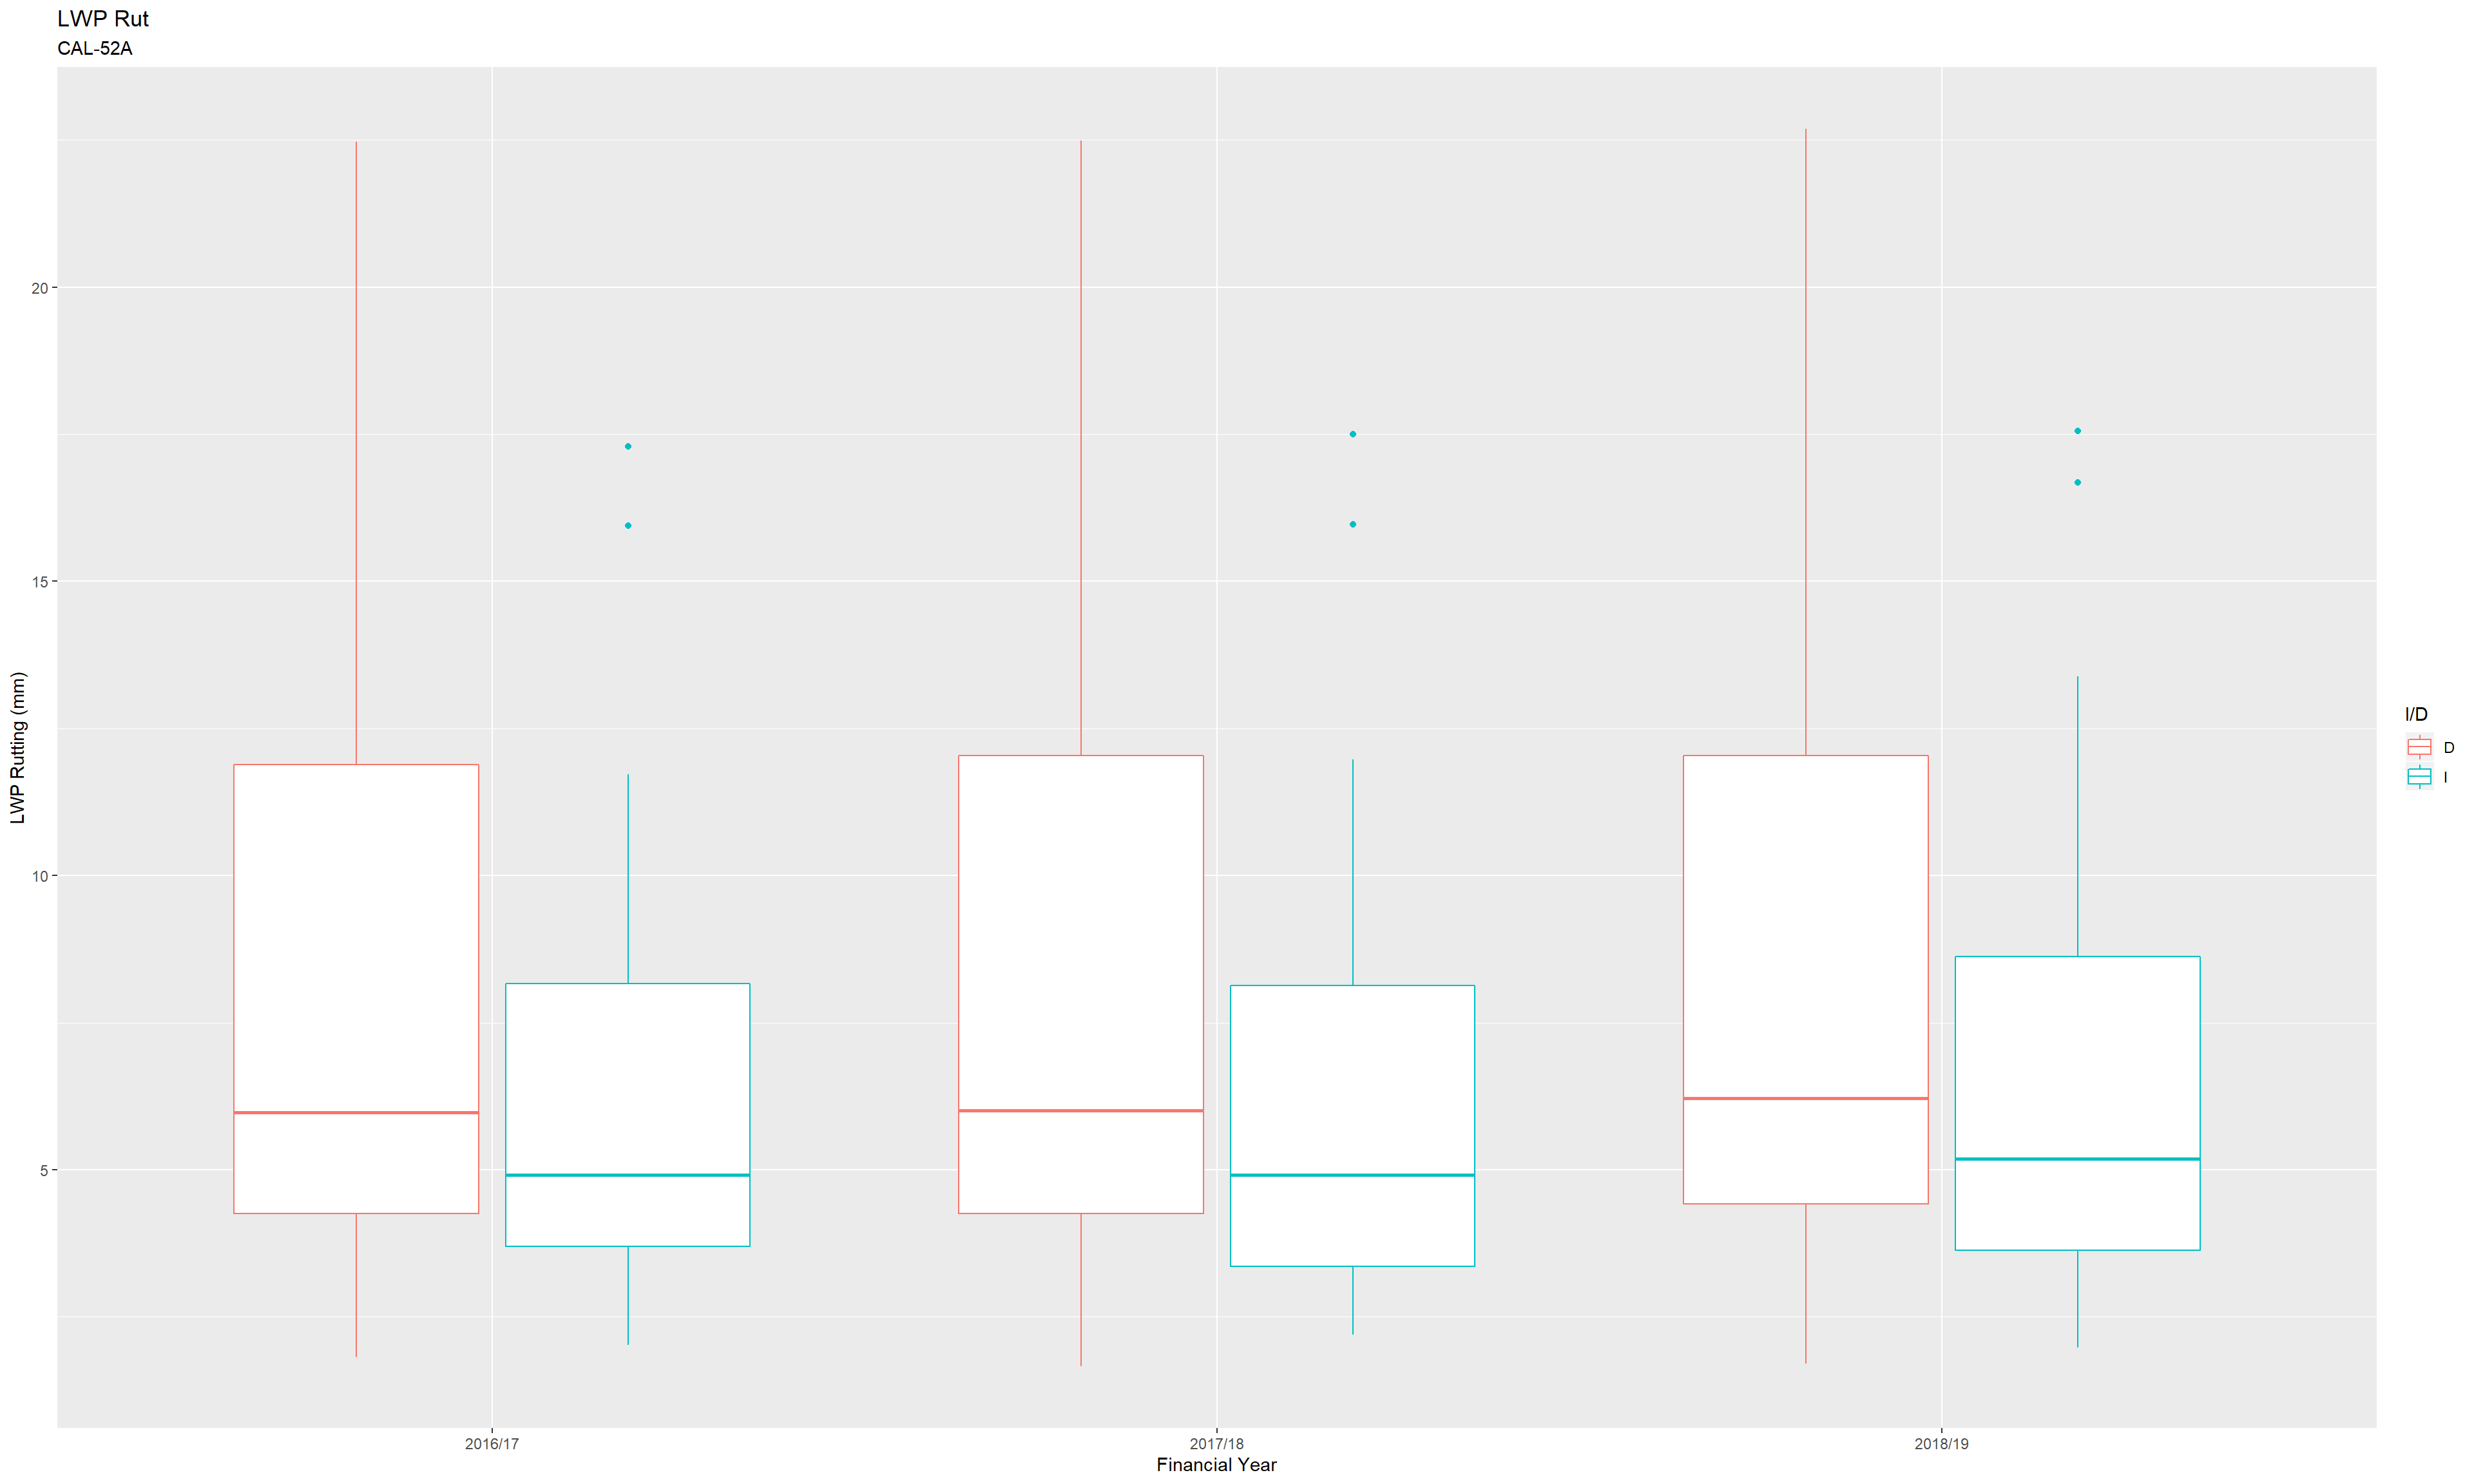 LWP Rut
CAL-52A
LWP Rutting (mm)
20
15
10
5
2016/17
2017/18
2018/19
Financial Year
I/D
D
I